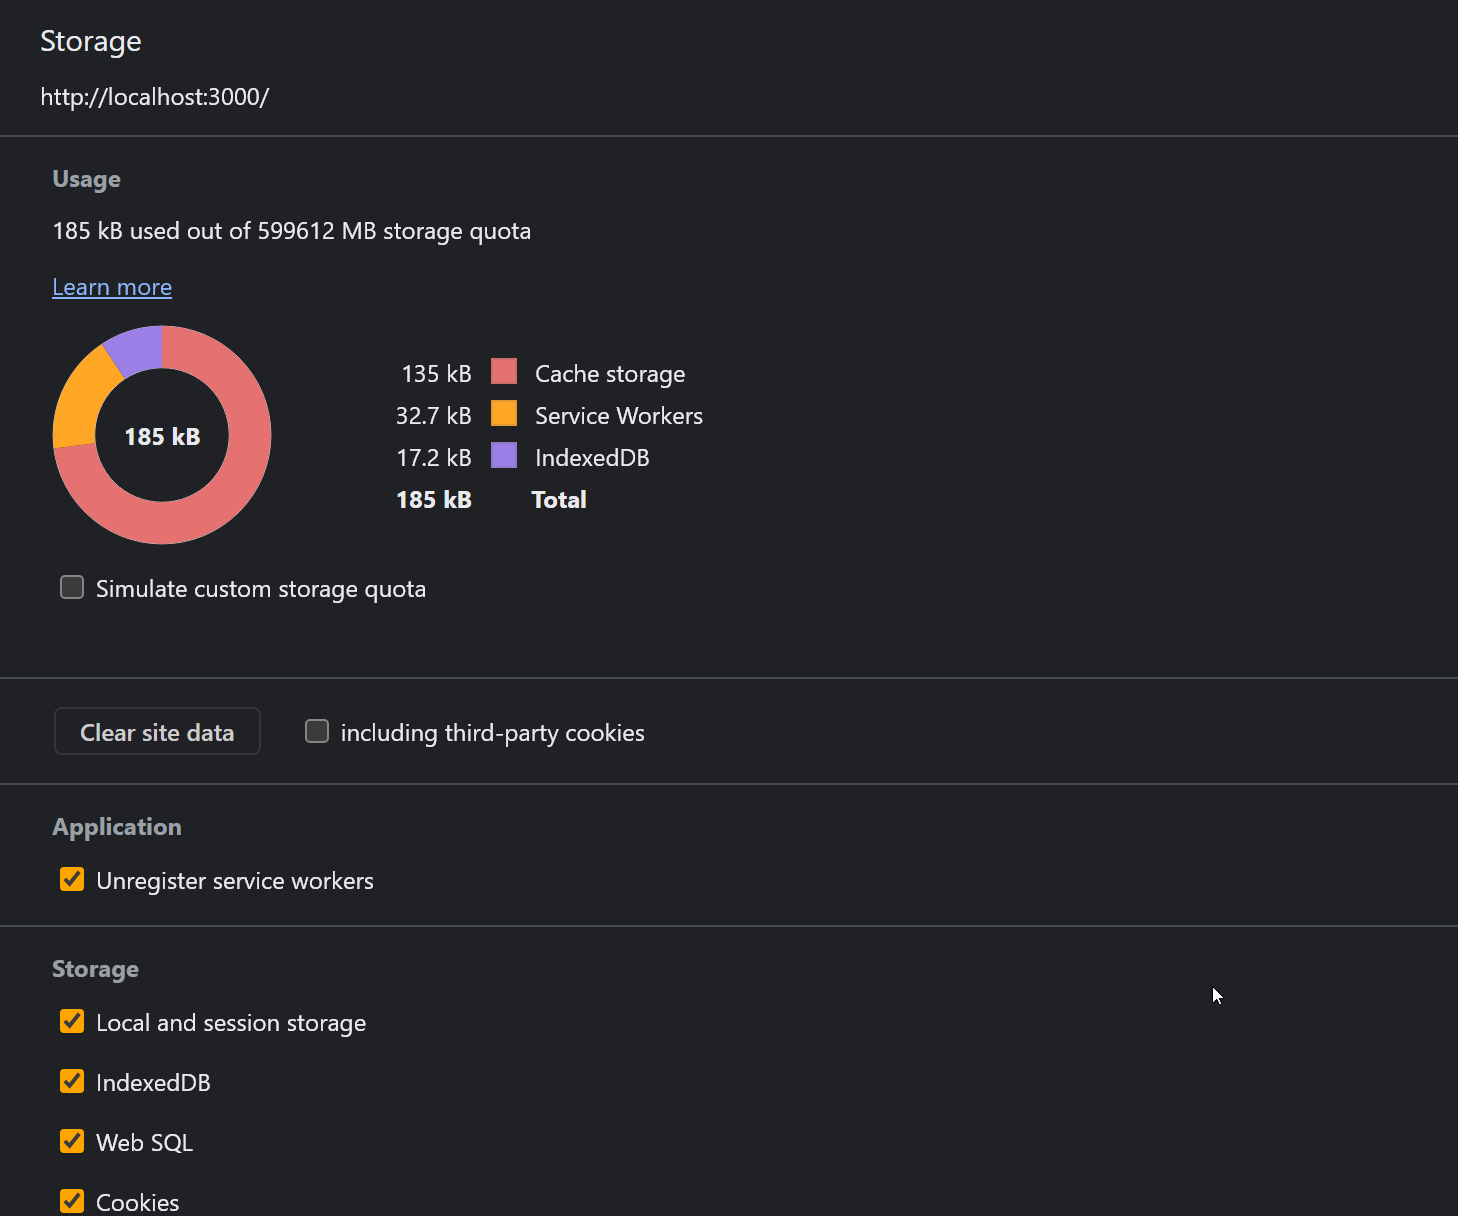 Storage
http://localhost:3000/
Usage
185 kB used out of 599612 MB storage quota
Learn more
185 kB
135 kB Cache storage
32.7 kB Service Workers
17.2 kB IndexedDB
185 kB Total
Simulate custom storage quota
Clear site data including third-party cookies
Application
Unregister service workers
Storage
Local and session storage
IndexedDB
Web SQL
Cookies